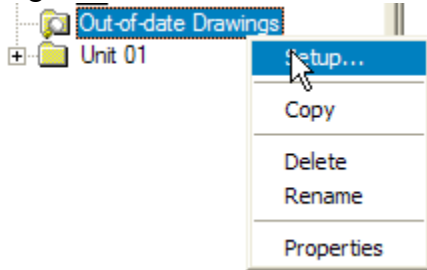 Out-of-date Drawings
Unit 01
Setup...
Copy
Delete
Rename
Properties